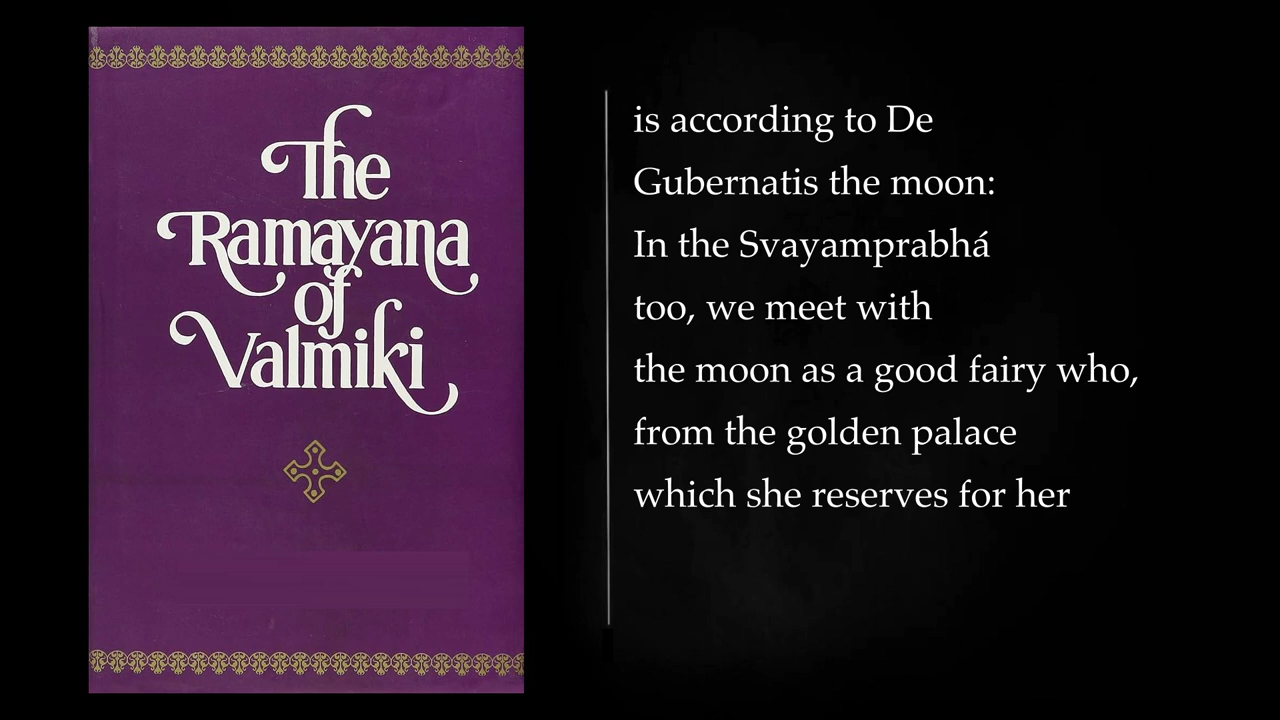 The
Ramayana
of
Valmiki
is according to De
Gubernatis the moon:
In the Svayamprabhá
too, we meet with
the moon as a good fairy who,
from the golden palace
which she reserves for her